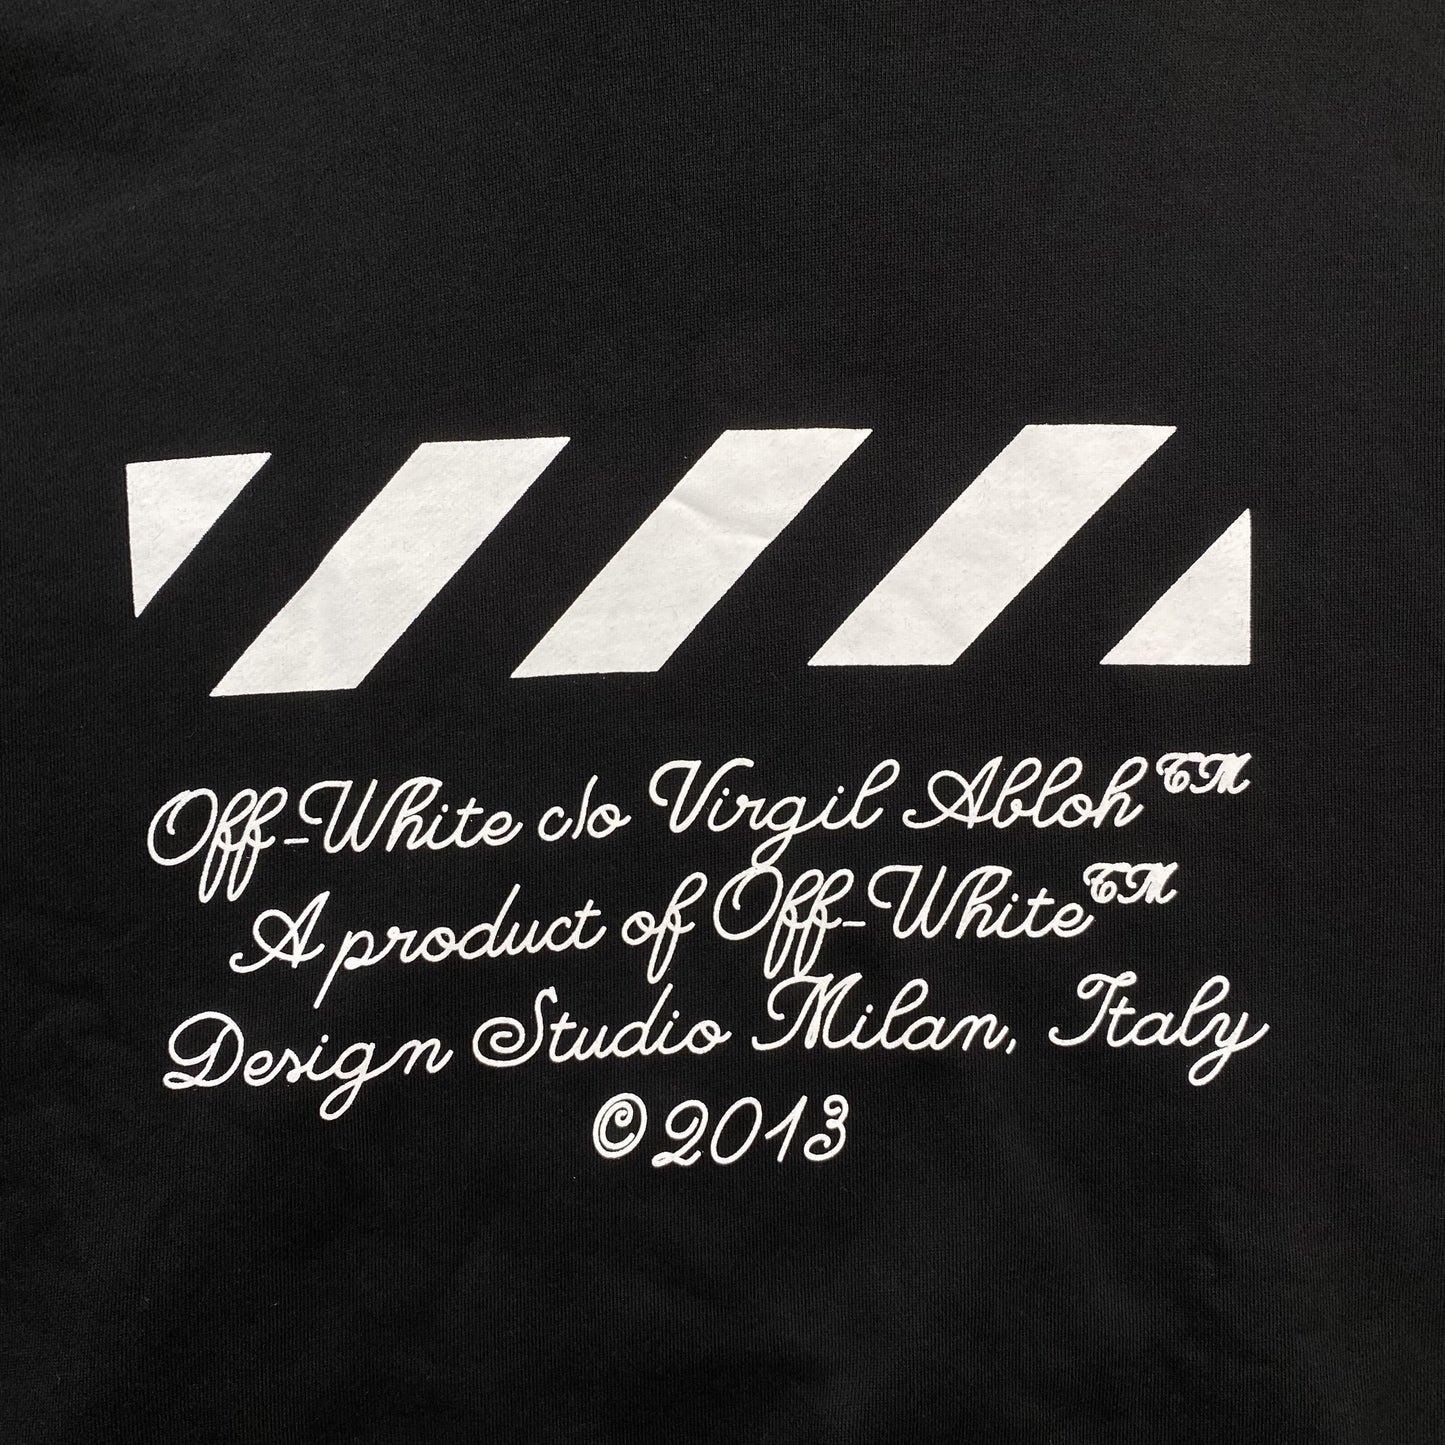 Off-White c/o Virgil Abloh™
A product of Off-White™
Design Studio Milan, Italy
©2013